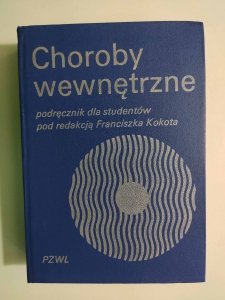 Choroby
wewnętrzne
podręcznik dla studentów
pod redakcją Franciszka Kokota
PZWL